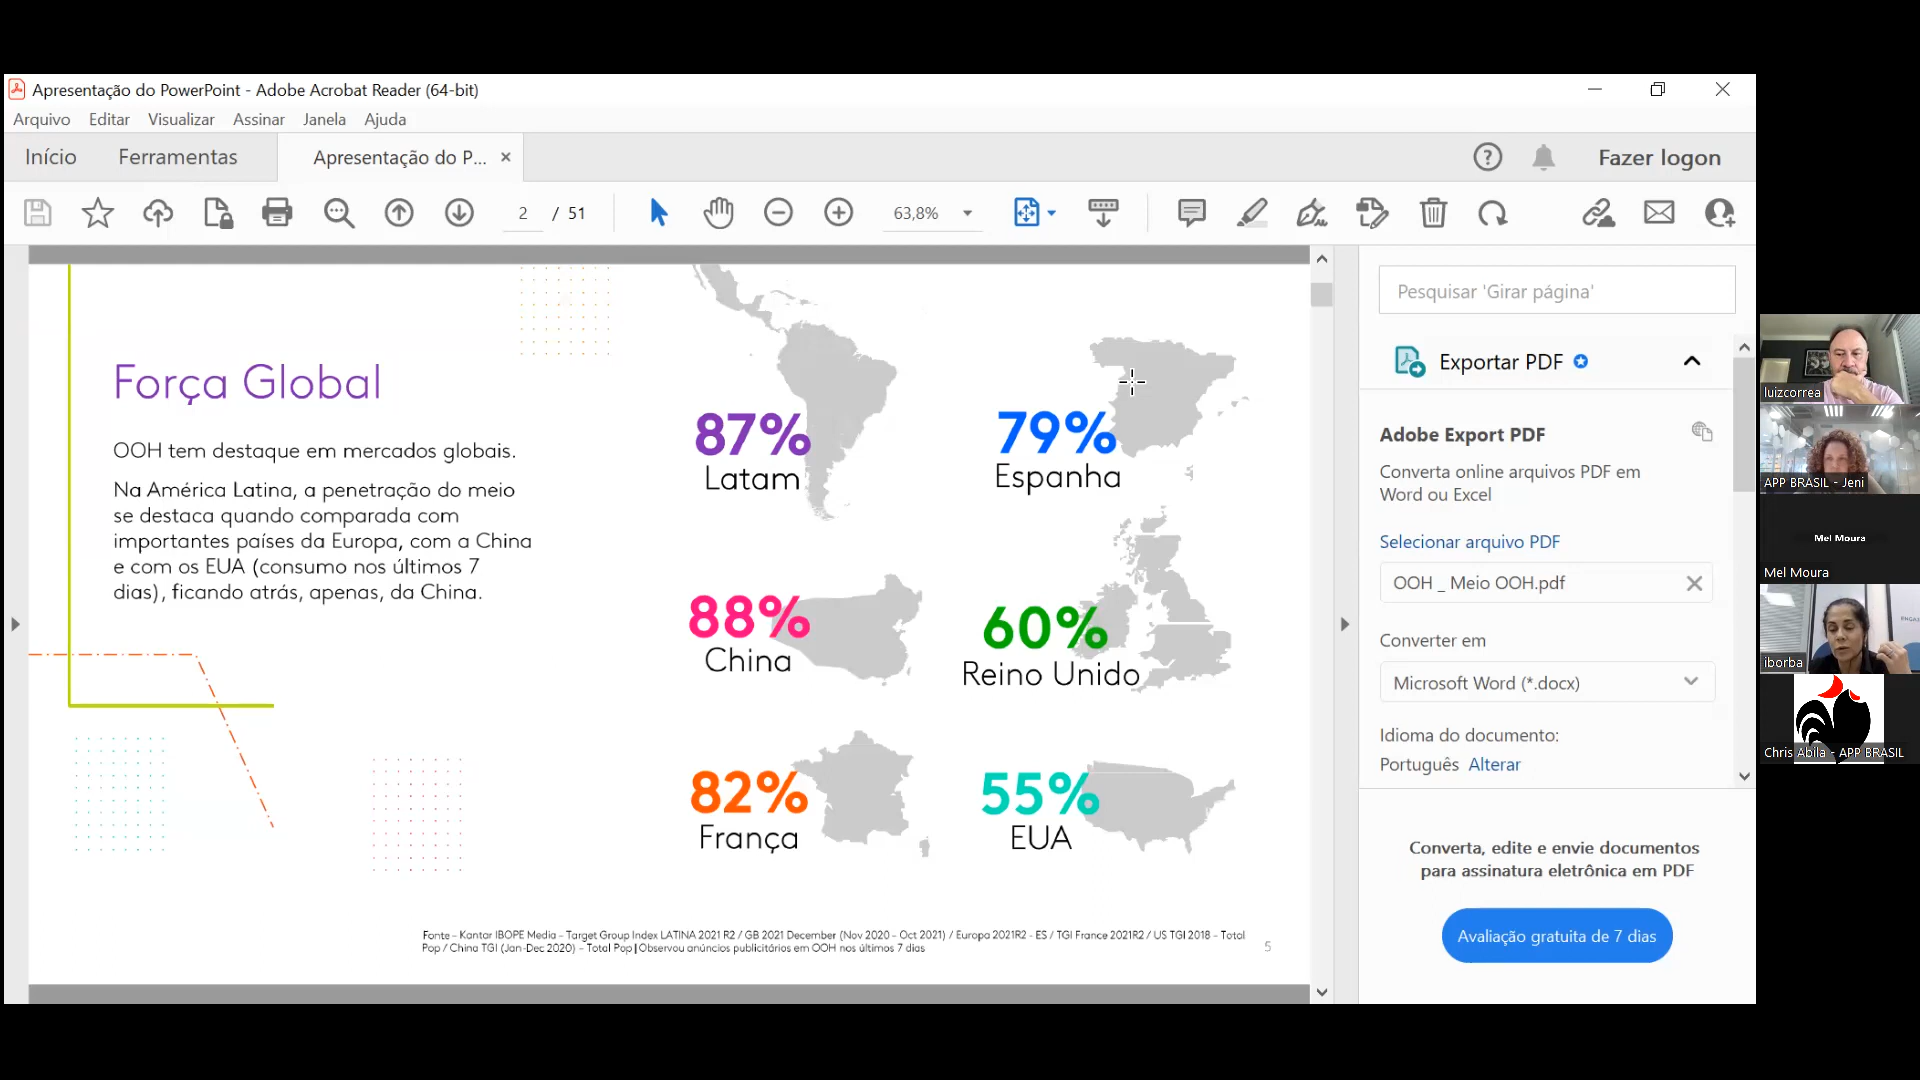 Apresentação do PowerPoint - Adobe Acrobat Reader (64-bit)
Arquivo Editar Visualizar Assinar Janela Ajuda
Início Ferramentas Apresentação do P... × Fazer logon
2 / 51 63,8%
Força Global
OOH tem destaque em mercados globais.
Na América Latina, a penetração do meio
se destaca quando comparada com
importantes países da Europa, com a China
e com os EUA (consumo nos últimos 7
dias), ficando atrás, apenas, da China.
87%
Latam
79%
Espanha
88%
China
60%
Reino Unido
82%
França
55%
EUA
Fonte – Kantar IBOPE Media – Target Group Index LATINA 2021 R2 / GB 2021 December (Nov 2020 – Oct 2021) / Europa 2021R2 - ES / TGI France 2021R2 / US TGI 2018 – Total
Pop / China TGI (Jan-Dec 2020) – Total Pop | Observou anúncios publicitários em OOH nos últimos 7 dias
5
Pesquisar 'Girar página'
Exportar PDF
Adobe Export PDF
Converta online arquivos PDF em
Word ou Excel
Selecionar arquivo PDF
OOH _ Meio OOH.pdf
Converter em
Microsoft Word (*.docx)
Idioma do documento:
Português Alterar
Converta, edite e envie documentos
para assinatura eletrônica em PDF
Avaliação gratuita de 7 dias
luizcorrea
APP BRASIL - Jeni
Mel Moura
Mel Moura
iborba
Chris Abila - APP BRASIL